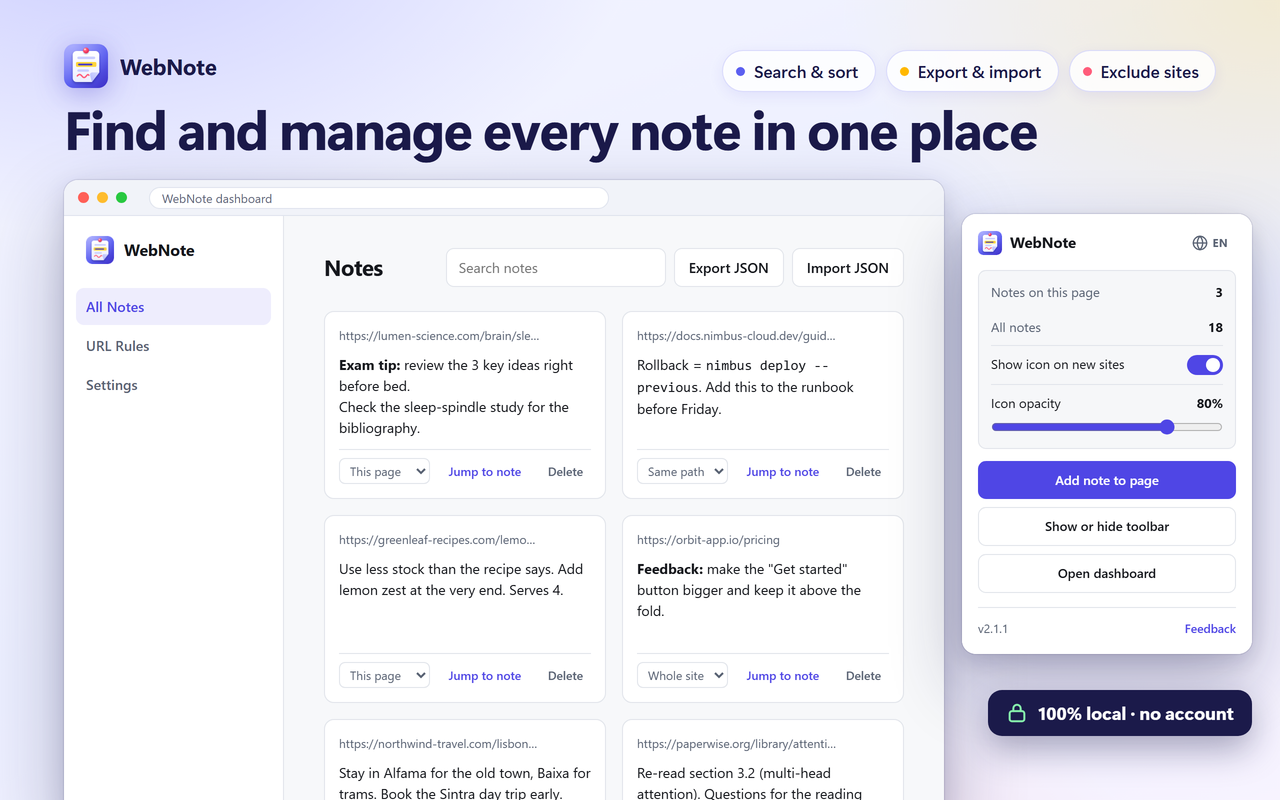 WebNote
Search & sort
Export & import
Exclude sites
Find and manage every note in one place
WebNote dashboard
WebNote
All Notes
URL Rules
Settings
Notes
Search notes
Export JSON
Import JSON
https://lumen-science.com/brain/sle...
Exam tip: review the 3 key ideas right
before bed.
Check the sleep-spindle study for the
bibliography.
This page
Jump to note
Delete
https://docs.nimbus-cloud.dev/guid...
Rollback = nimbus deploy --
previous. Add this to the runbook
before Friday.
Same path
Jump to note
Delete
https://greenleaf-recipes.com/lemo...
Use less stock than the recipe says. Add
lemon zest at the very end. Serves 4.
This page
Jump to note
Delete
https://orbit-app.io/pricing
Feedback: make the "Get started"
button bigger and keep it above the
fold.
Whole site
Jump to note
Delete
https://northwind-travel.com/lisbon...
Stay in Alfama for the old town, Baixa for
trams. Book the Sintra day trip early.
https://paperwise.org/library/attenti...
Re-read section 3.2 (multi-head
attention). Questions for the reading
WebNote
EN
Notes on this page
3
All notes
18
Show icon on new sites
Icon opacity
80%
Add note to page
Show or hide toolbar
Open dashboard
v2.1.1
Feedback
100% local · no account